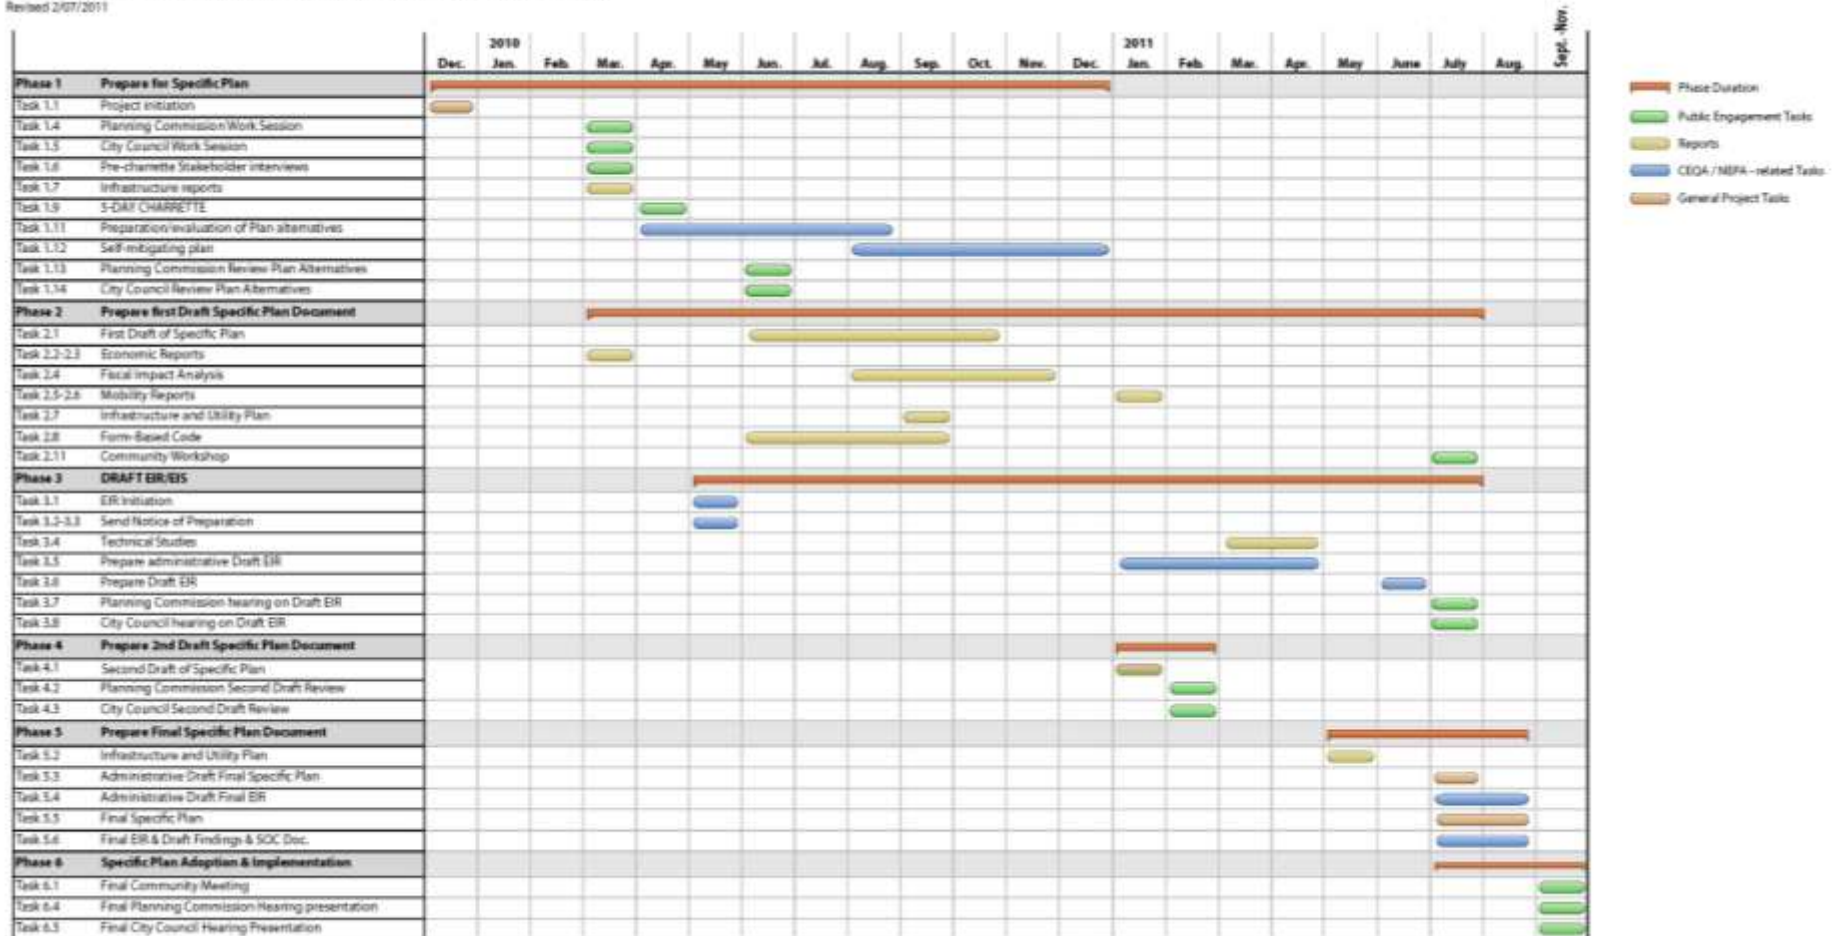 Revised 2/07/2011
2010 2011
Dec. Jan. Feb. Mar. Apr. May Jun. Jul. Aug. Sep. Oct. Nov. Dec. Jan. Feb. Mar. Apr. May June July Aug. Sept.-Nov.
Phase 1 Prepare for Specific Plan
Task 1.1 Project initiation
Task 1.4 Planning Commission Work Session
Task 1.5 City Council Work Session
Task 1.6 Pre-charrette Stakeholder interviews
Task 1.7 Infrastructure reports
Task 1.9 5-DAY CHARRETTE
Task 1.11 Preparation/evaluation of Plan alternatives
Task 1.12 Self-mitigating plan
Task 1.13 Planning Commission Review Plan Alternatives
Task 1.14 City Council Review Plan Alternatives
Phase 2 Prepare first Draft Specific Plan Document
Task 2.1 First Draft of Specific Plan
Task 2.2-2.3 Economic Reports
Task 2.4 Fiscal Impact Analysis
Task 2.5-2.6 Mobility Reports
Task 2.7 Infrastructure and Utility Plan
Task 2.8 Form-Based Code
Task 2.11 Community Workshop
Phase 3 DRAFT EIR/EIS
Task 3.1 EIR Initiation
Task 3.2-3.3 Send Notice of Preparation
Task 3.4 Technical Studies
Task 3.5 Prepare administrative Draft EIR
Task 3.6 Prepare Draft EIR
Task 3.7 Planning Commission hearing on Draft EIR
Task 3.8 City Council hearing on Draft EIR
Phase 4 Prepare 2nd Draft Specific Plan Document
Task 4.1 Second Draft of Specific Plan
Task 4.2 Planning Commission Second Draft Review
Task 4.3 City Council Second Draft Review
Phase 5 Prepare Final Specific Plan Document
Task 5.2 Infrastructure and Utility Plan
Task 5.3 Administrative Draft Final Specific Plan
Task 5.4 Administrative Draft Final EIR
Task 5.5 Final Specific Plan
Task 5.6 Final EIR & Draft Findings & SOC Doc.
Phase 6 Specific Plan Adoption & Implementation
Task 6.1 Final Community Meeting
Task 6.4 Final Planning Commission Hearing presentation
Task 6.5 Final City Council Hearing Presentation
Phase Duration
Public Engagement Tasks
Reports
CEQA / NEPA - related Tasks
General Project Tasks